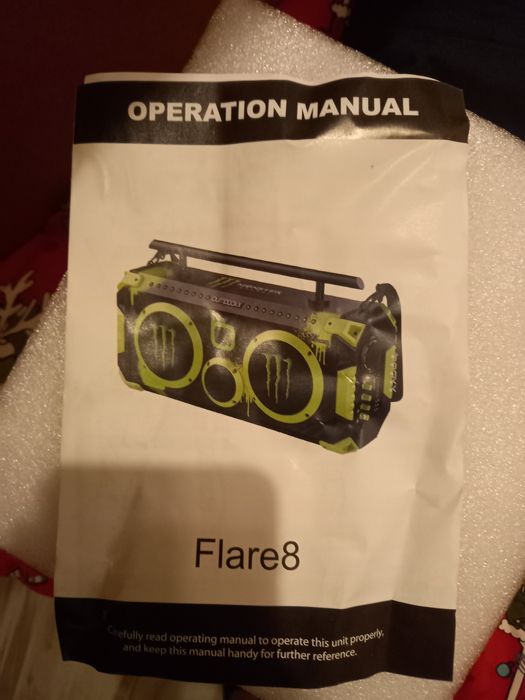 OPERATION MANUAL
MONSTER
Flare8
Carefully read operating manual to operate this unit properly,
and keep this manual handy for further reference.